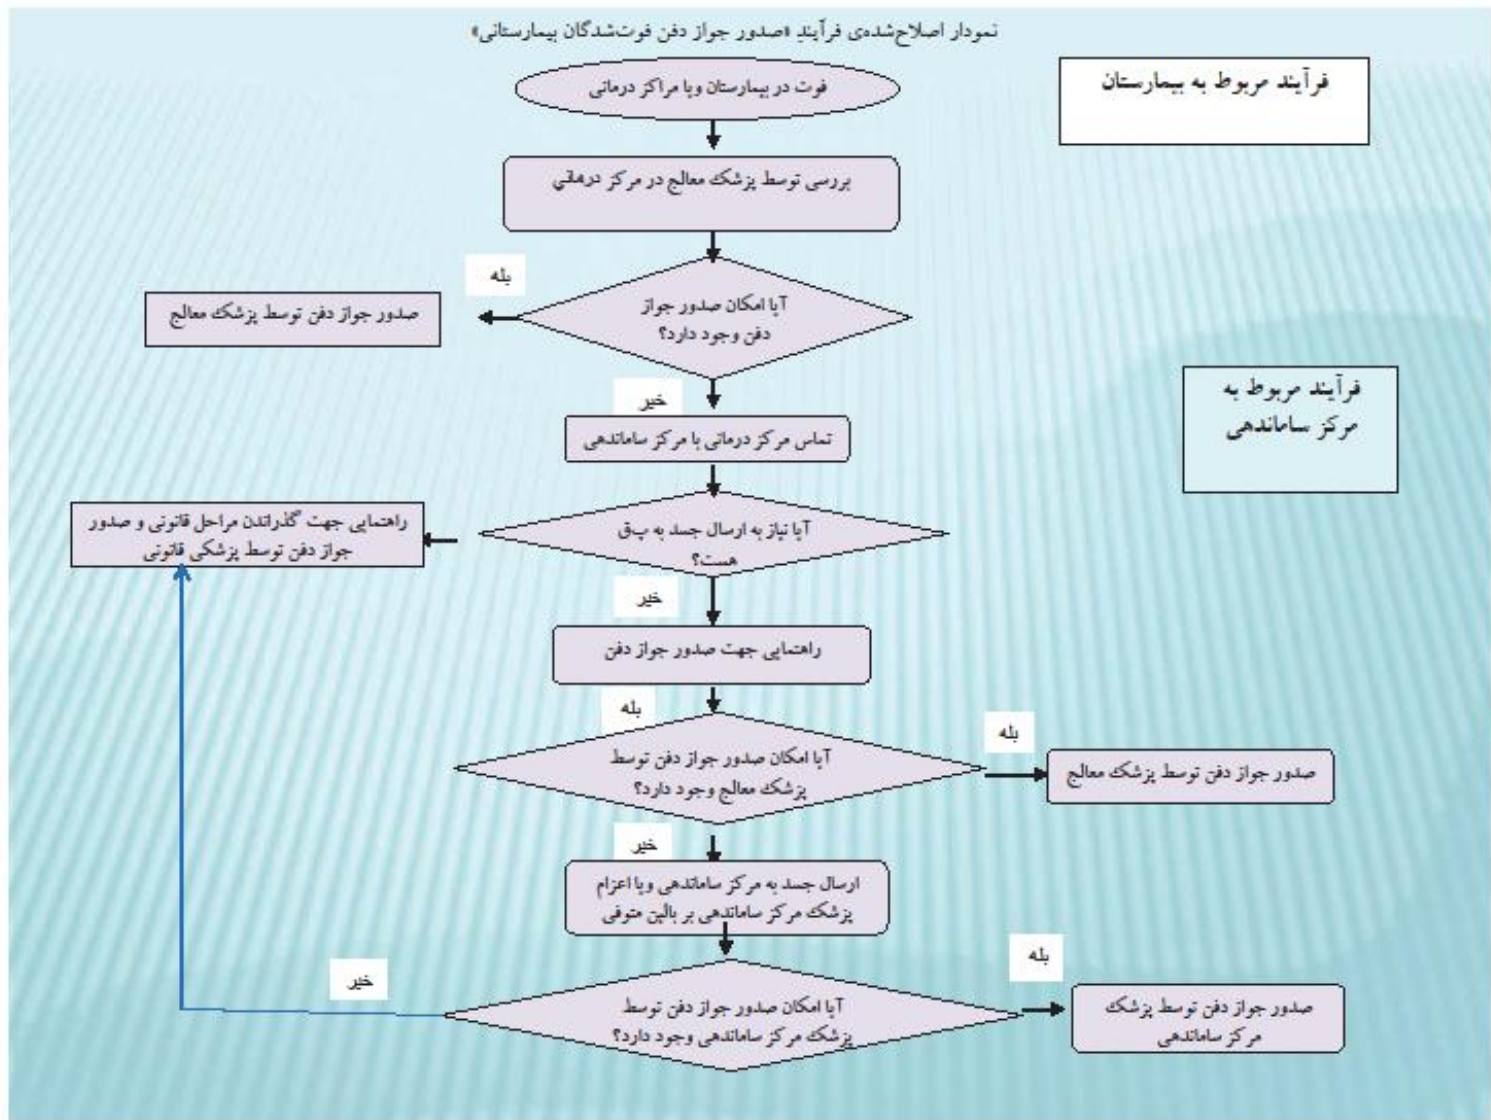 نمودار اصلاح‌شده‌ی فرآیند «صدور جواز دفن فوت‌شدگان بیمارستانی»
فوت در بیمارستان ویا مراکز درمانی
فرآیند مربوط به بیمارستان
بررسی توسط پزشک معالج در مرکز درمانی
بله
آیا امکان صدور جواز
دفن وجود دارد؟
صدور جواز دفن توسط پزشک معالج
خیر
فرآیند مربوط به
مرکز ساماندهی
تماس مرکز درمانی با مرکز ساماندهی
آیا نیاز به ارسال جسد به پ‌ق
هست؟
راهنمایی جهت گذراندن مراحل قانونی و صدور
جواز دفن توسط پزشکی قانونی
خیر
راهنمایی جهت صدور جواز دفن
بله
آیا امکان صدور جواز دفن توسط
پزشک معالج وجود دارد؟
بله
صدور جواز دفن توسط پزشک معالج
خیر
ارسال جسد به مرکز ساماندهی ویا اعزام
پزشک مرکز ساماندهی بر بالین متوفی
آیا امکان صدور جواز دفن توسط
پزشک مرکز ساماندهی وجود دارد؟
بله
صدور جواز دفن توسط پزشک
مرکز ساماندهی
خیر